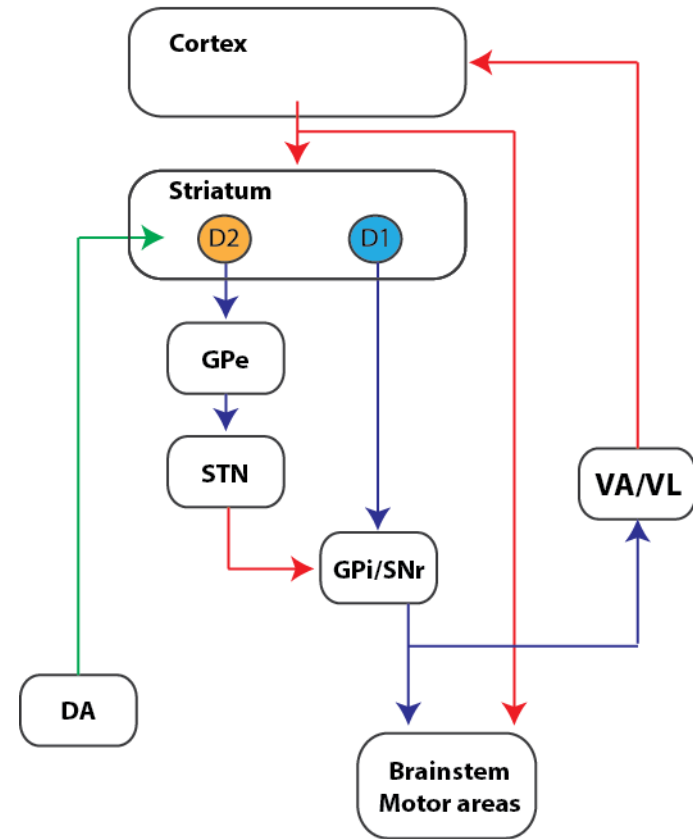 Cortex
Striatum
D2
D1
GPe
STN
VA/VL
GPi/SNr
DA
Brainstem
Motor areas